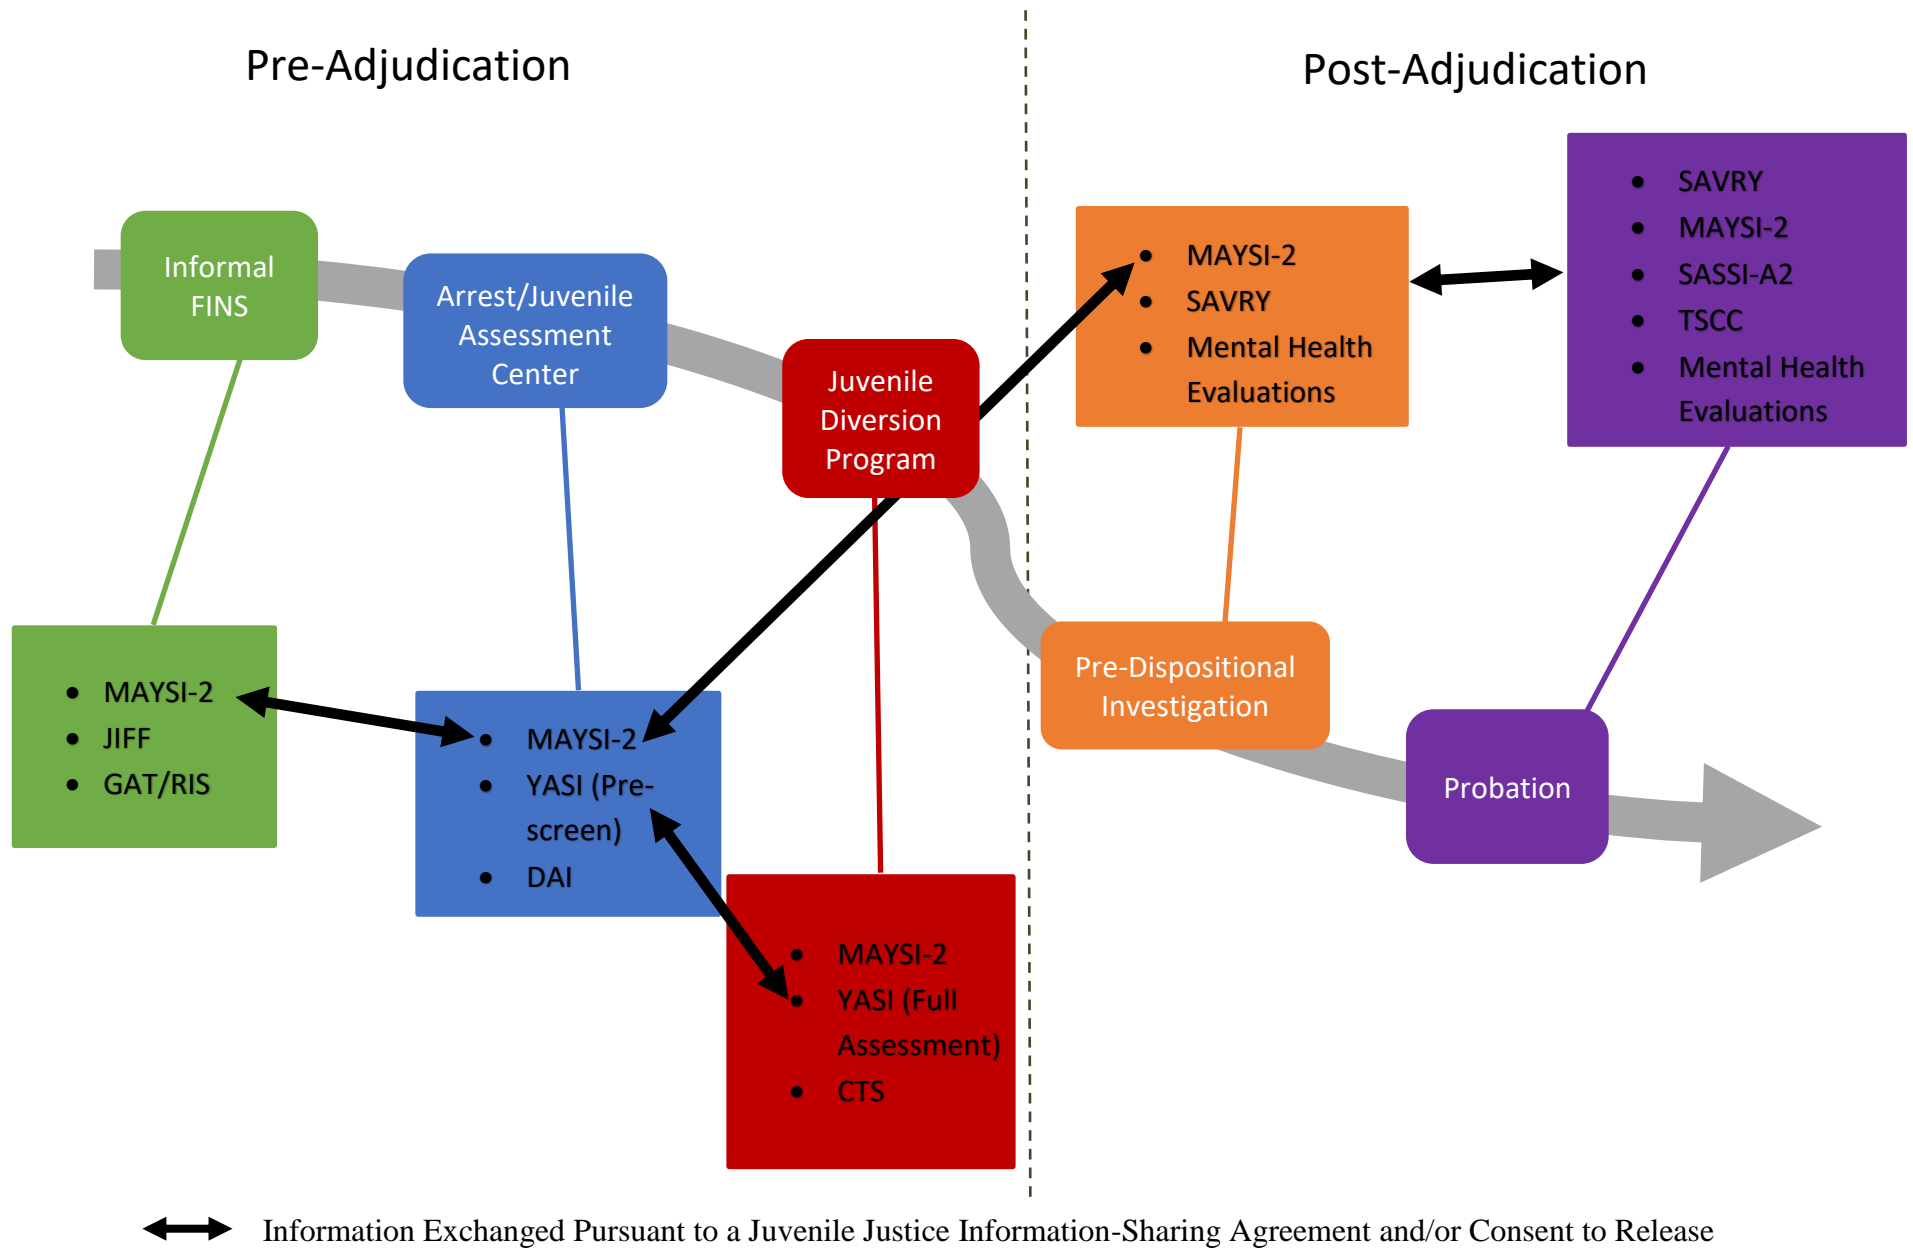 Pre-Adjudication
Post-Adjudication
Informal
FINS
Arrest/Juvenile
Assessment
Center
Juvenile
Diversion
Program
• MAYSI-2
• SAVRY
• Mental Health
Evaluations
• SAVRY
• MAYSI-2
• SASSI-A2
• TSCC
• Mental Health
Evaluations
• MAYSI-2
• JIFF
• GAT/RIS
• MAYSI-2
• YASI (Pre-
screen)
• DAI
• MAYSI-2
• YASI (Full
Assessment)
• CTS
Pre-Dispositional
Investigation
Probation
Information Exchanged Pursuant to a Juvenile Justice Information-Sharing Agreement and/or Consent to Release